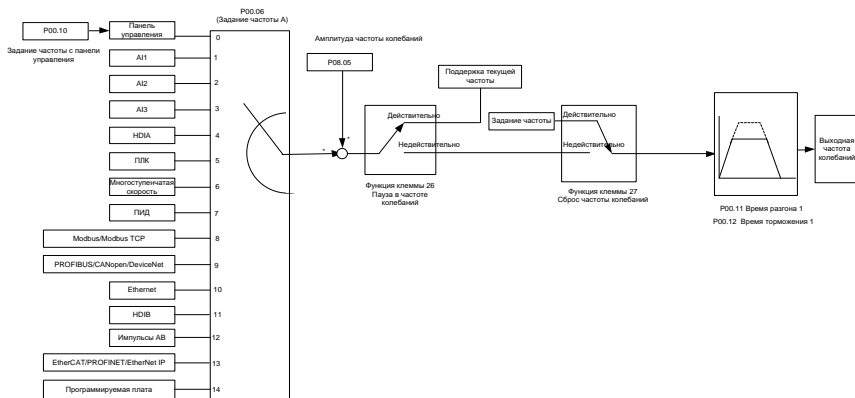 P00.06
(Задание частоты А)
P00.10
Задание частоты с панели
управления
Панель
управления
0
AI1
1
AI2
2
AI3
3
HDIA
4
ПЛК
5
Многоступенчатая
скорость
6
ПИД
7
Modbus/Modbus TCP
8
PROFIBUS/CANopen/DeviceNet
9
Ethernet
10
HDIB
11
Импульсы АВ
12
EtherCAT/PROFINET/EtherNet IP
13
Программируемая плата
14
Амплитуда частоты колебаний
P08.05
+
+
Действительно
Недействительно
Функция клеммы 26
Пауза в частоте
колебаний
Поддержка текущей
частоты
Задание частоты
Действительно
Недействительно
Функция клеммы 27
Сброс частоты колебаний
P00.11 Время разгона 1
P00.12 Время торможения 1
Выходная
частота
колебаний